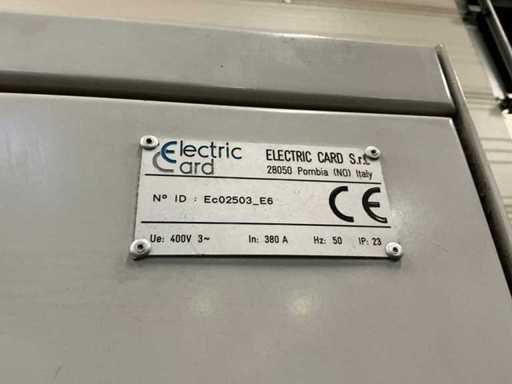 Electric Card
ELECTRIC CARD S.r.L
28050 Pombia (NO) Italy
N° ID : Ec02503_E6
CE
Ue: 400V 3~ In: 380 A Hz: 50 IP: 23